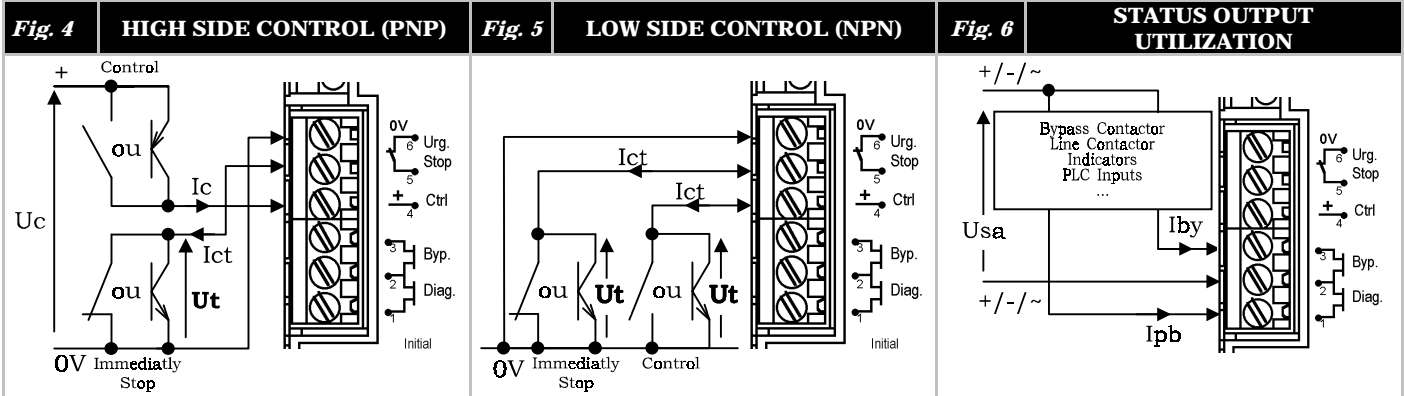 Fig. 4
HIGH SIDE CONTROL (PNP)
+
Control
ou
Ic
Uc
Ict
ou
Ut
0V
Immediatly
Stop
0V
6
Urg.
Stop
5
+
4
Ctrl
3
Byp.
2
Diag.
1
Initial
Fig. 5
LOW SIDE CONTROL (NPN)
Ict
Ict
ou
Ut
ou
Ut
0V
Immediatly
Stop
Control
0V
6
Urg.
Stop
5
+
4
Ctrl
3
Byp.
2
Diag.
1
Initial
Fig. 6
STATUS OUTPUT
UTILIZATION
+/-/~
Bypass Contactor
Line Contactor
Indicators
PLC Inputs
...
Usa
Iby
+/-/~
Ipb
0V
6
Urg.
Stop
5
+
4
Ctrl
3
Byp.
2
Diag.
1